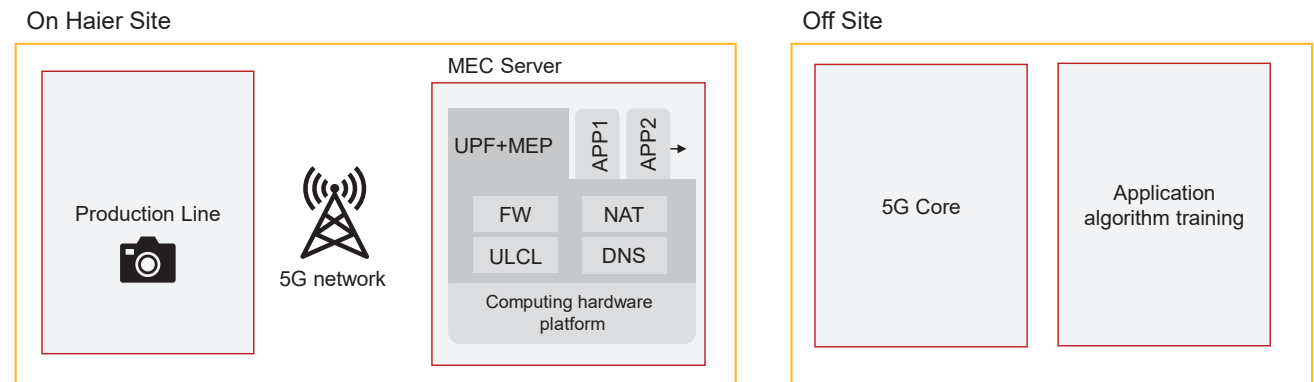 On Haier Site
Production Line
5G network
MEC Server
UPF+MEP
APP1
APP2
FW
NAT
ULCL
DNS
Computing hardware
platform
Off Site
5G Core
Application
algorithm training